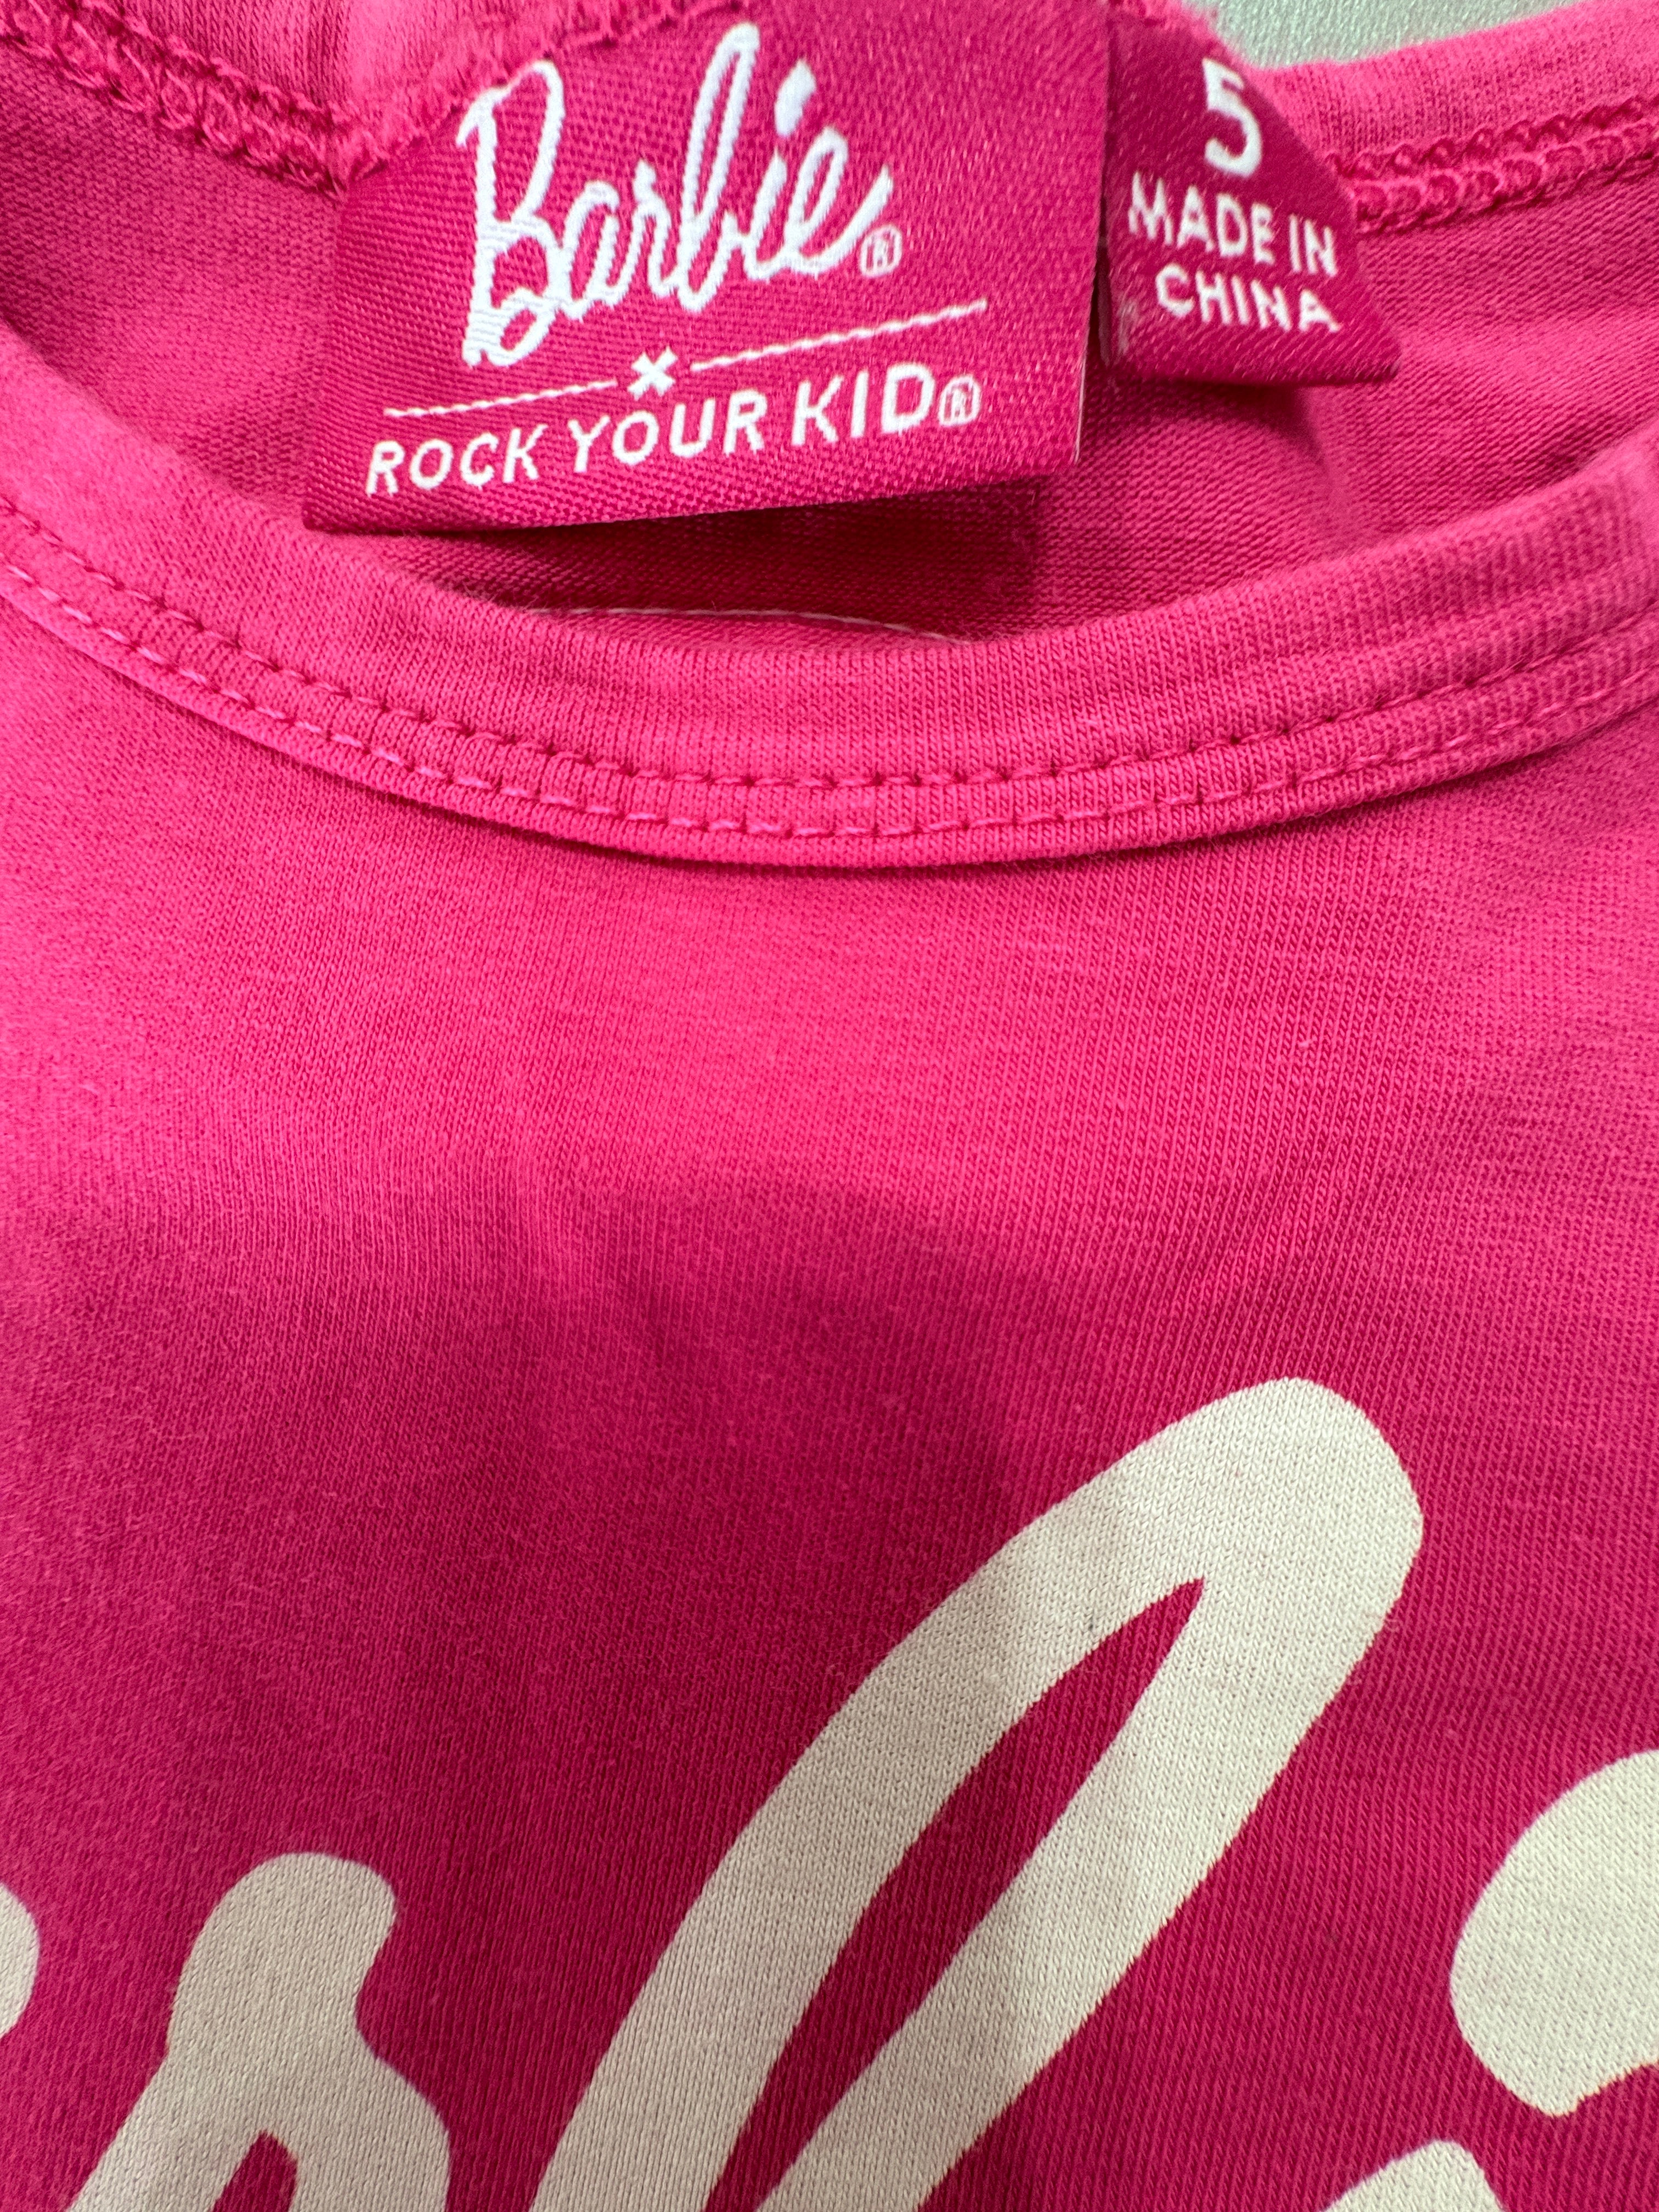 Barbie®
×
ROCK YOUR KID®
5
MADE IN
CHINA